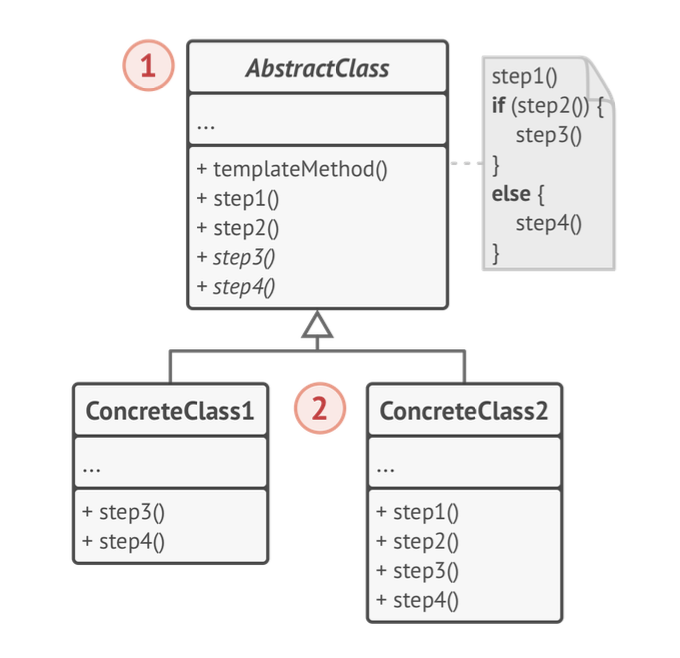 1
AbstractClass
...
+ templateMethod()
+ step1()
+ step2()
+ step3()
+ step4()
step1()
if (step2()) {
step3()
}
else {
step4()
}
2
ConcreteClass1
...
+ step3()
+ step4()
ConcreteClass2
...
+ step1()
+ step2()
+ step3()
+ step4()